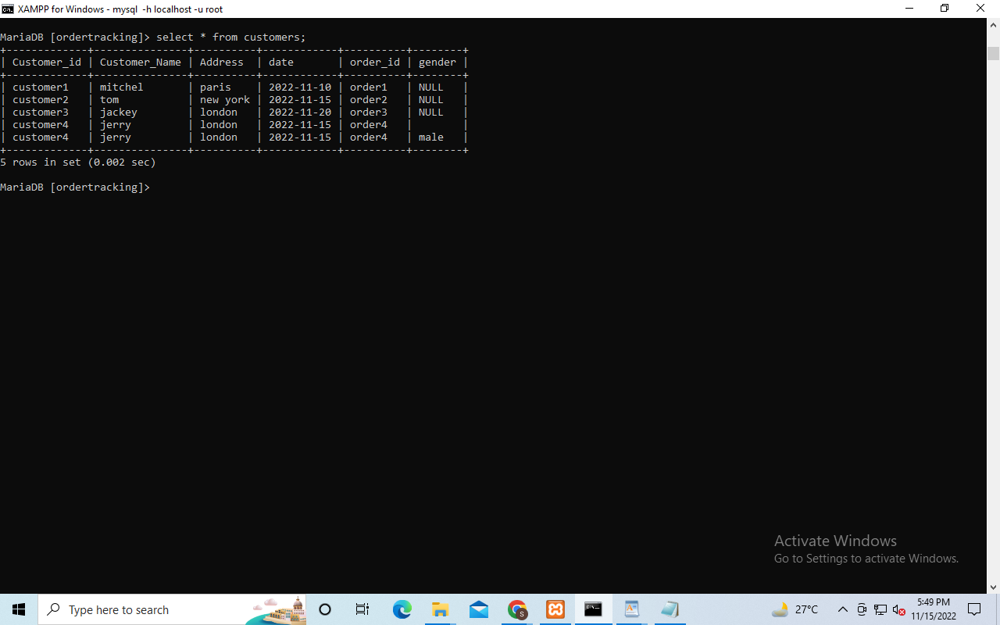 XAMPP for Windows - mysql  -h localhost -u root
MariaDB [ordertracking]> select * from customers;
+-------------+---------------+----------+------------+----------+--------+
| Customer_id | Customer_Name | Address  | date       | order_id | gender |
+-------------+---------------+----------+------------+----------+--------+
| customer1   | mitchel       | paris    | 2022-11-10 | order1   | NULL   |
| customer2   | tom           | new york | 2022-11-15 | order2   | NULL   |
| customer3   | jackey        | london   | 2022-11-20 | order3   | NULL   |
| customer4   | jerry         | london   | 2022-11-15 | order4   |        |
| customer4   | jerry         | london   | 2022-11-15 | order4   | male   |
+-------------+---------------+----------+------------+----------+--------+
5 rows in set (0.002 sec)
MariaDB [ordertracking]>
Activate Windows
Go to Settings to activate Windows.
Type here to search
S
27°C
5:49 PM
11/15/2022